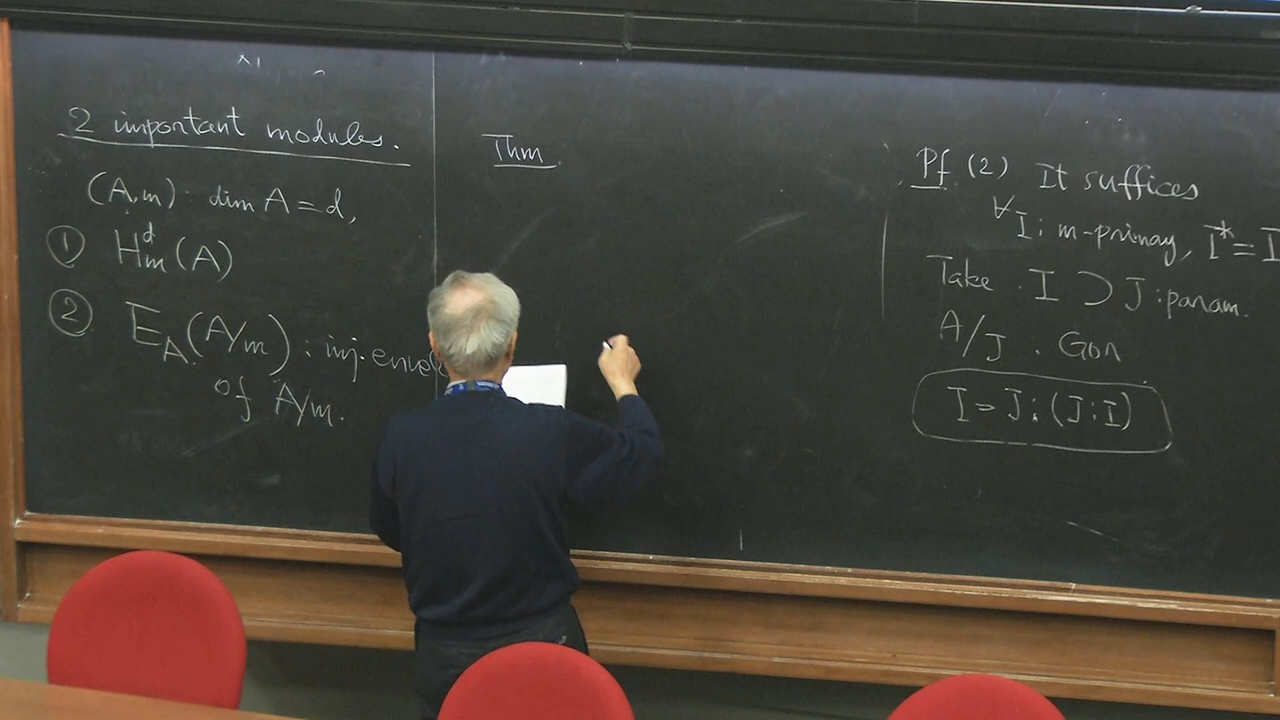 2 important modules.
(A,m) dim A = d,
① H^d_m (A)
② E_A(A/m) : inj. envel
of A/m.
Thm
Pf (2) It suffices
∀I : m-primay, I* = I
Take I ⊃ J : param.
A/J . Gor
I = J : (J : I)